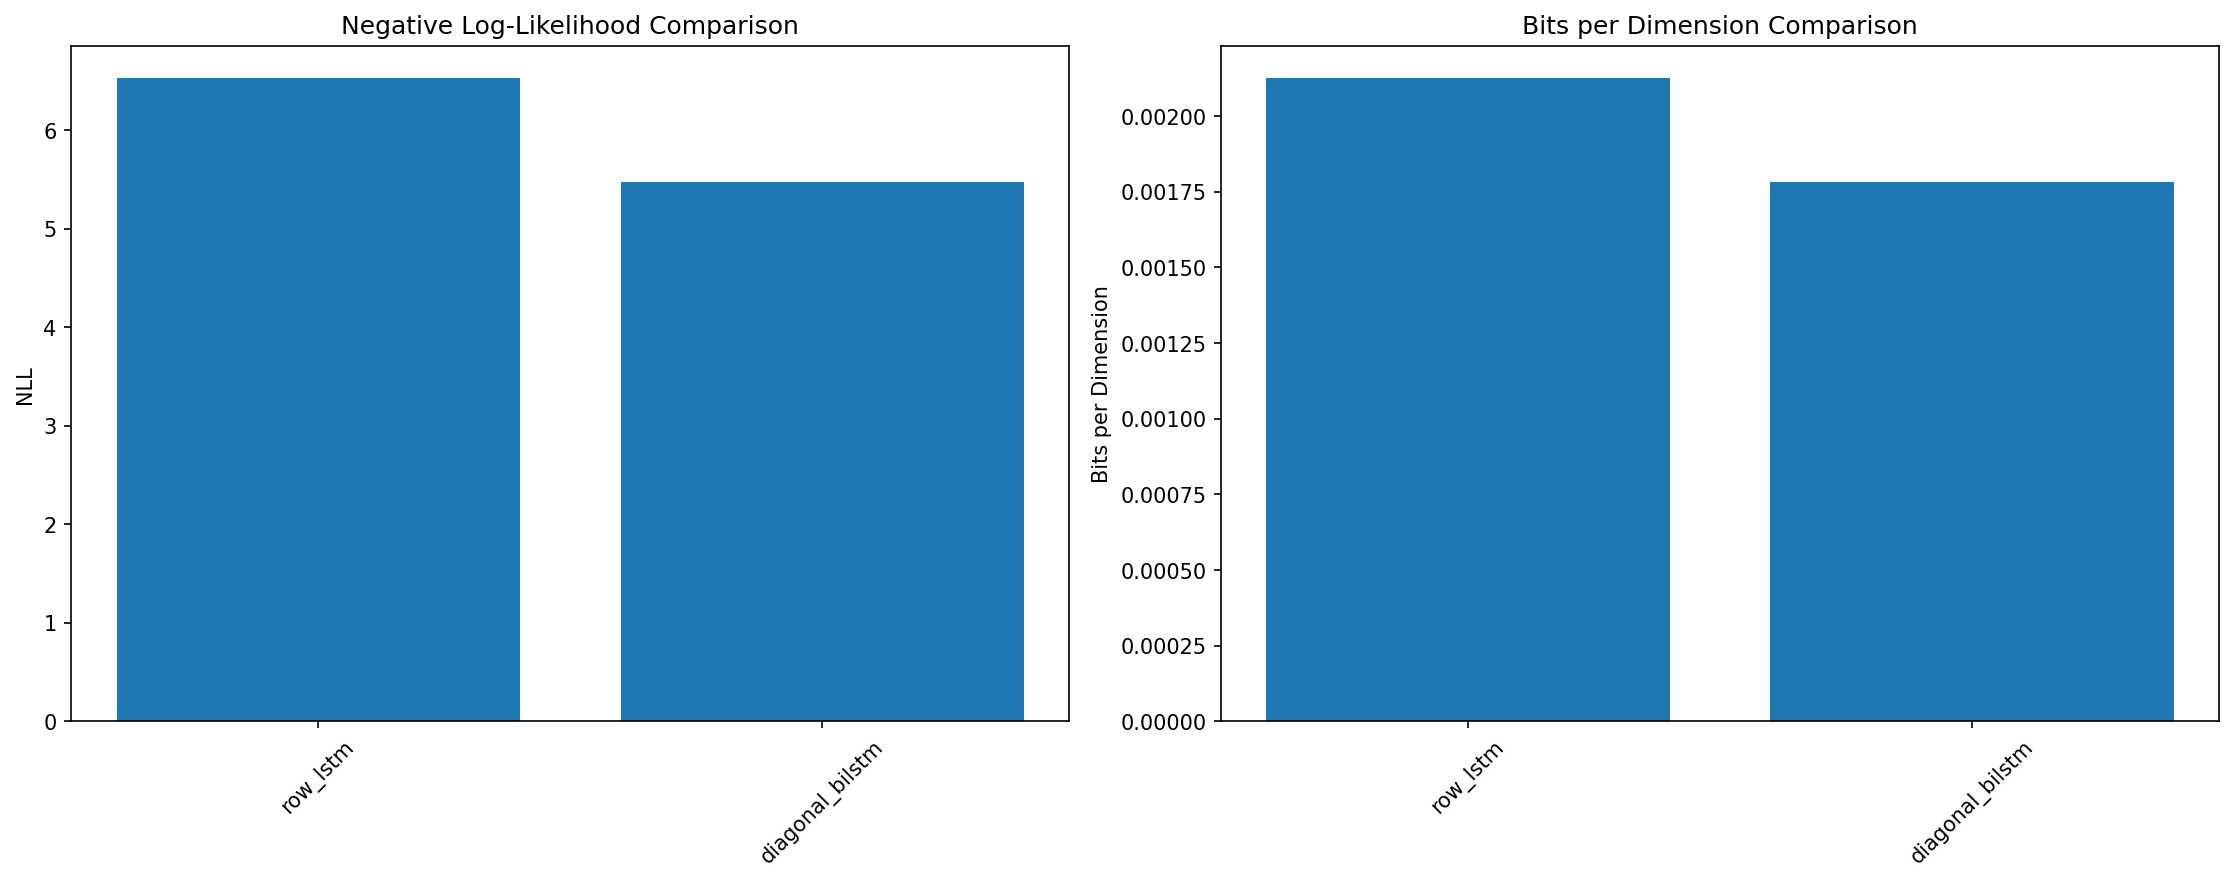 Negative Log-Likelihood Comparison
NLL
6
5
4
3
2
1
0
row_lstm
diagonal_bilstm
Bits per Dimension Comparison
Bits per Dimension
0.00200
0.00175
0.00150
0.00125
0.00100
0.00075
0.00050
0.00025
0.00000
row_lstm
diagonal_bilstm